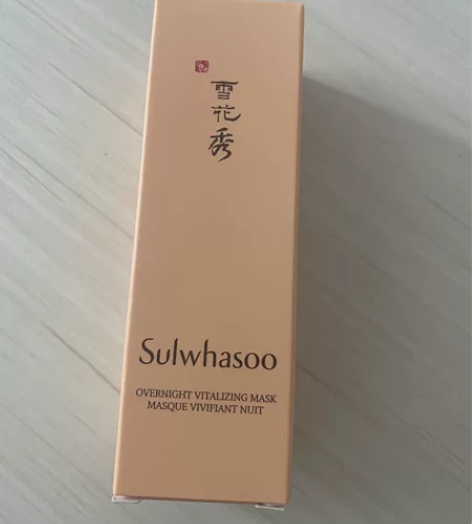 雪花秀
Sulwhasoo
OVERNIGHT VITALIZING MASK
MASQUE VIVIFIANT NUIT